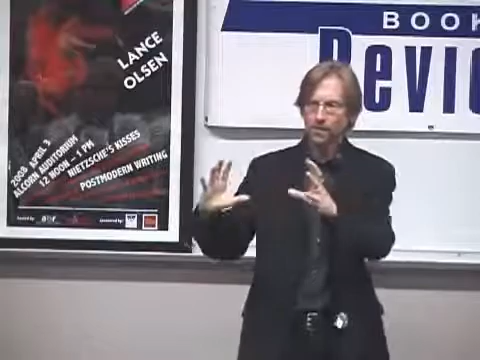 LANCE
OLSEN
2008 APRIL 3
ALCORN AUDITORIUM
12 NOON – 1 PM
NIETZSCHE'S KISSES
POSTMODERN WRITING
BOOK
Revie